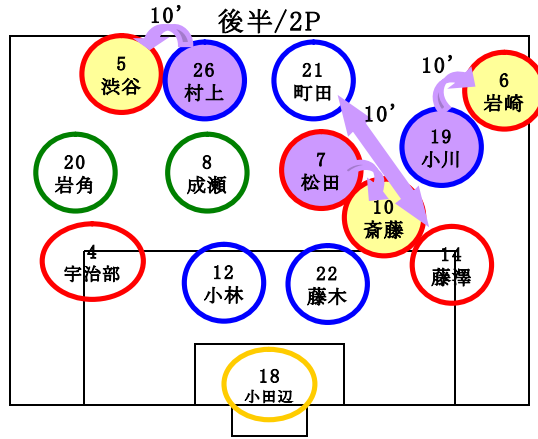 後半/2P
10’
5
渋谷
26
村上
21
町田
10’
6
岩崎
10’
19
小川
20
岩角
8
成瀬
7
松田
10
斎藤
4
宇治部
12
小林
22
藤木
14
藤澤
18
小田辺